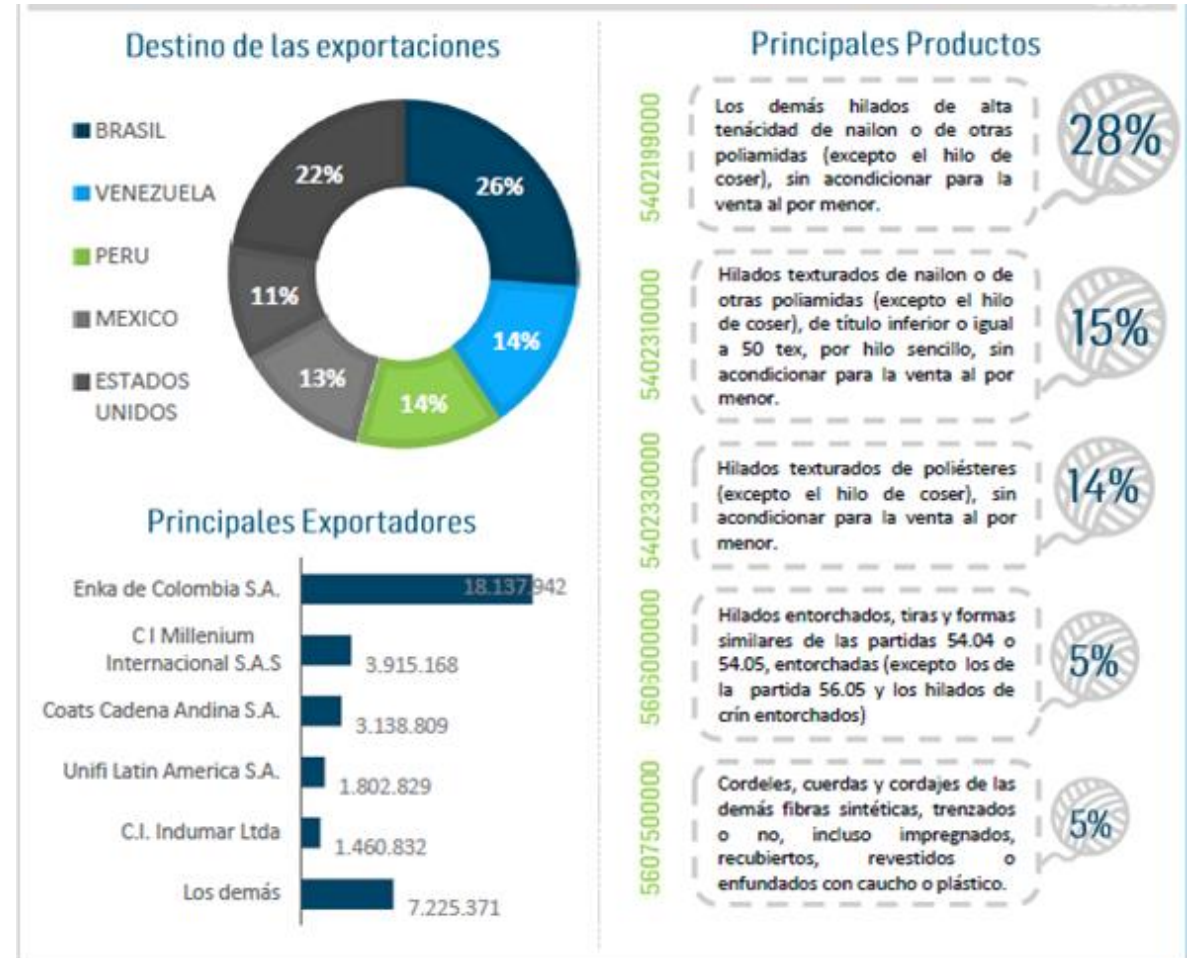 Destino de las exportaciones
BRASIL
VENEZUELA
PERU
MEXICO
ESTADOS
UNIDOS
26%
14%
14%
13%
11%
22%
Principales Exportadores
Enka de Colombia S.A.
18.137.942
C I Millenium
Internacional S.A.S
3.915.168
Coats Cadena Andina S.A.
3.138.809
Unifi Latin America S.A.
1.802.829
C.I. Indumar Ltda
1.460.832
Los demás
7.225.371
Principales Productos
5402199000
Los demás hilados de alta
tenácidad de nailon o de otras
poliamidas (excepto el hilo de
coser), sin acondicionar para la
venta al por menor.
28%
5402310000
Hilados texturados de nailon o de
otras poliamidas (excepto el hilo
de coser), de título inferior o igual
a 50 tex, por hilo sencillo, sin
acondicionar para la venta al por
menor.
15%
5402330000
Hilados texturados de poliésteres
(excepto el hilo de coser), sin
acondicionar para la venta al por
menor.
14%
5606000000
Hilados entorchados, tiras y formas
similares de las partidas 54.04 o
54.05, entorchadas (excepto los de
la partida 56.05 y los hilados de
crín entorchados)
5%
5607500000
Cordeles, cuerdas y cordajes de las
demás fibras sintéticas, trenzados
o no, incluso impregnados,
recubiertos, revestidos o
enfundados con caucho o plástico.
5%